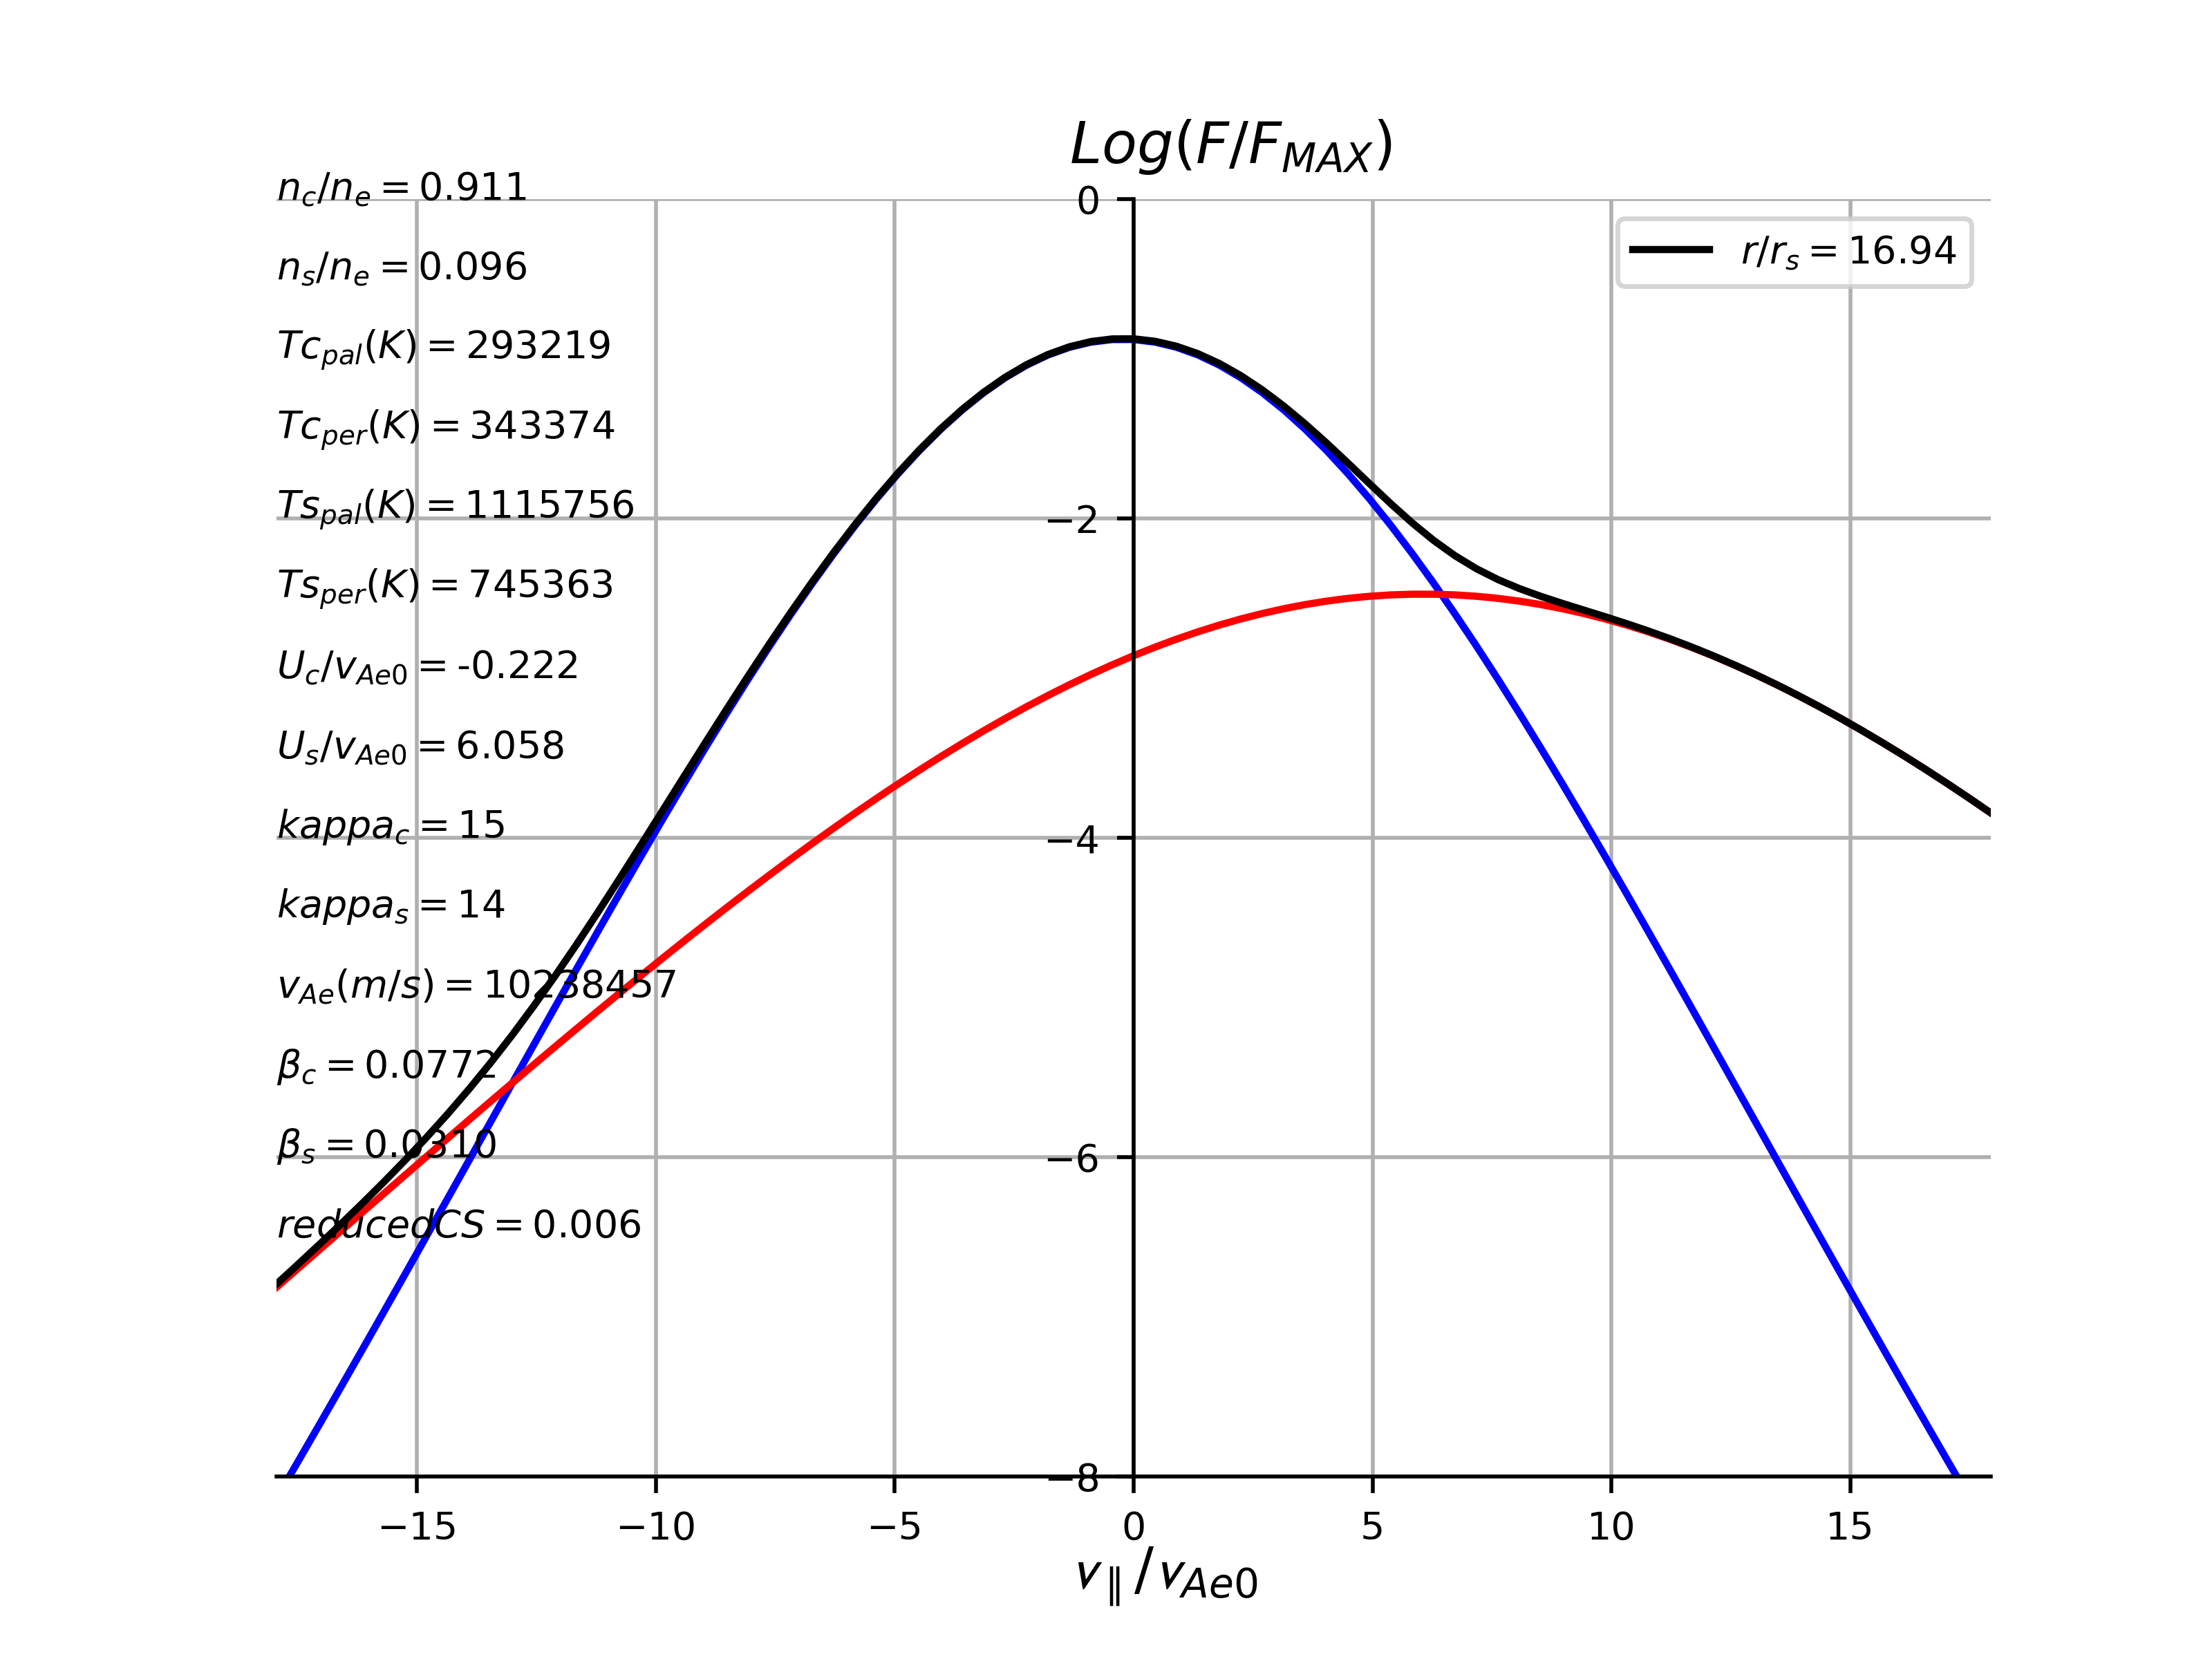 Log(F/F_MAX)
n_c/n_e = 0.911
n_s/n_e = 0.096
Tc_pal(K) = 293219
Tc_per(K) = 343374
Ts_pal(K) = 1115756
Ts_per(K) = 745363
U_c/v_Ae0 = -0.222
U_s/v_Ae0 = 6.058
kappa_c = 15
kappa_s = 14
v_Ae(m/s) = 10238457
β_c = 0.0772
β_s = 0.0310
reducedCS = 0.006
r/r_s = 16.94
0
−2
−4
−6
−8
−15 −10 −5 0 5 10 15
v_∥/v_Ae0